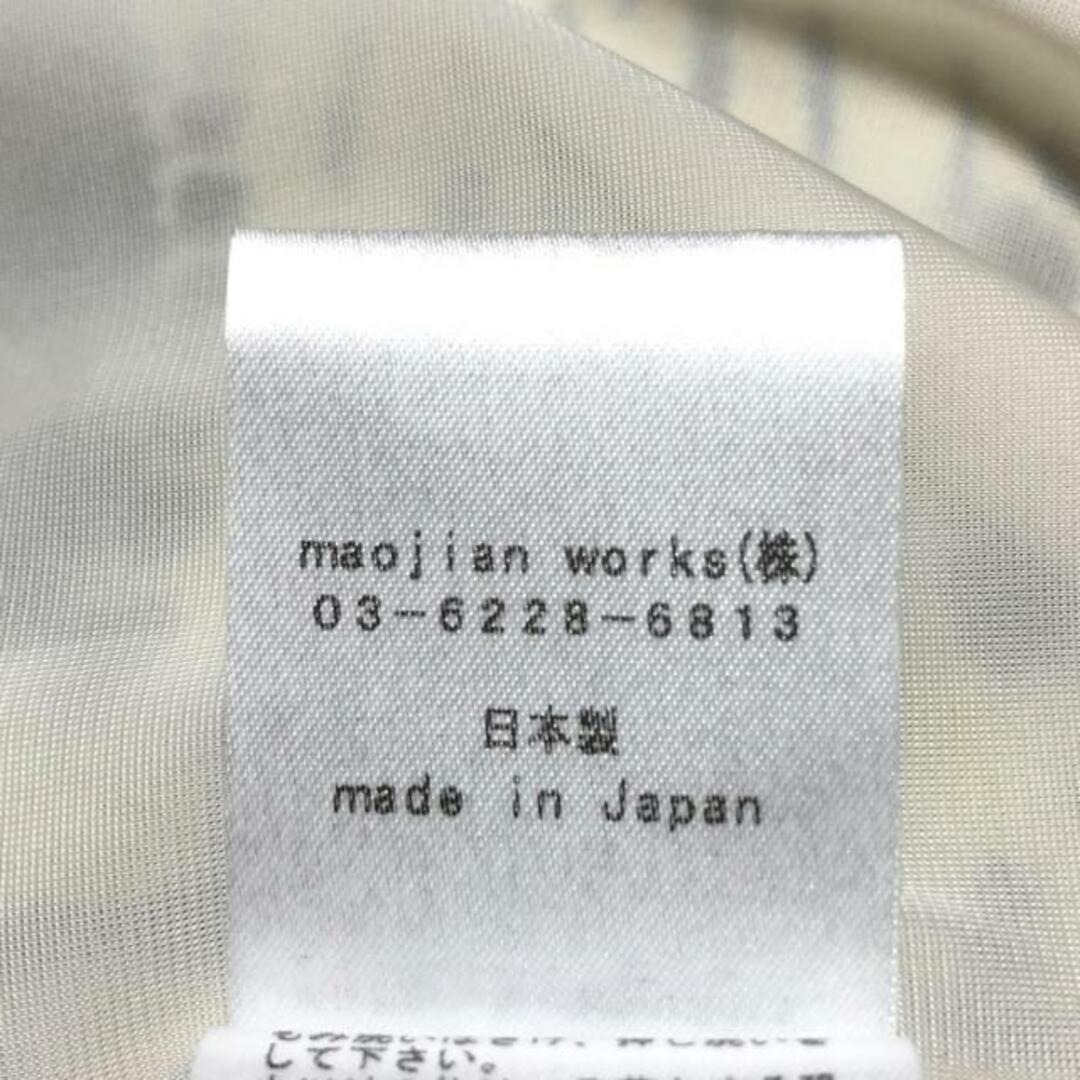 maojian works(株)
03-6228-6813
日本製
made in Japan
して下さい。